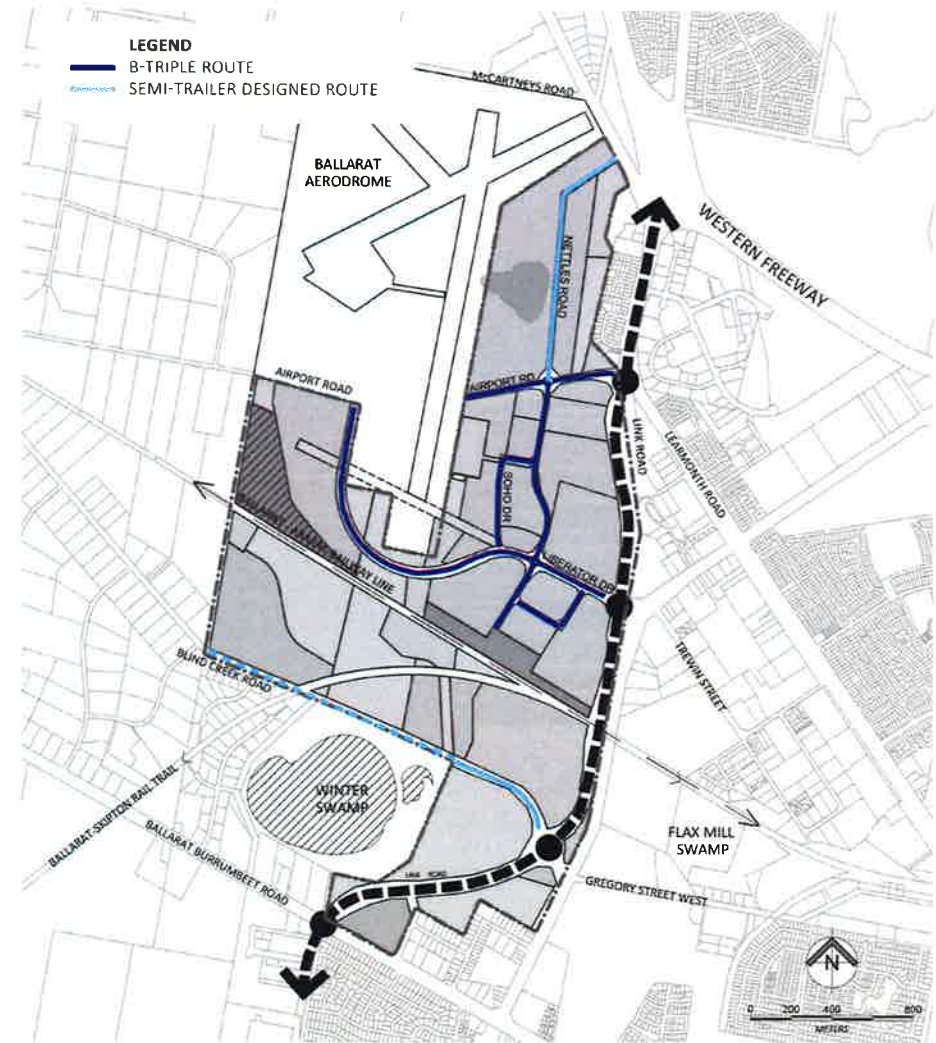 LEGEND
B-TRIPLE ROUTE
SEMI-TRAILER DESIGNED ROUTE
McCARTNEYS ROAD
BALLARAT
AERODROME
WESTERN FREEWAY
NETTLES ROAD
AIRPORT ROAD
AIRPORT RD
LINK ROAD
LEARMONTH ROAD
SOHO DR
LIBERATOR DR
RAILWAY LINE
TREWIN STREET
BLIND CREEK ROAD
WINTER
SWAMP
BALLARAT-SKIPTON RAIL TRAIL
BALLARAT BURRUMBEET ROAD
FLAX MILL
SWAMP
LINK ROAD
GREGORY STREET WEST
N
0 200 400 800
METERS